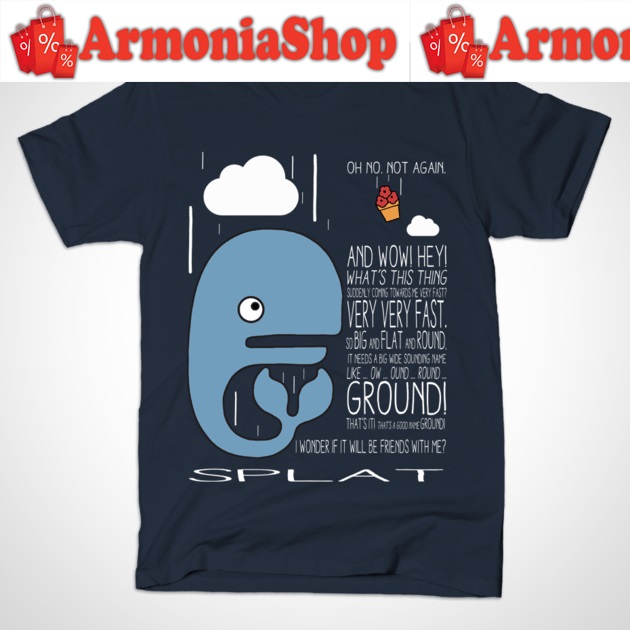 % % % ArmoniaShop % % % Armon
OH NO. NOT AGAIN.
AND WOW! HEY!
WHAT'S THIS THING
SUDDENLY COMING TOWARDS ME VERY FAST?
VERY VERY FAST.
SO BIG AND FLAT AND ROUND.
IT NEEDS A BIG WIDE SOUNDING NAME
LIKE ... OW ... OUND ... ROUND ...
GROUND!
THAT'S IT! THAT'S A GOOD NAME GROUND!
I WONDER IF IT WILL BE FRIENDS WITH ME?
SPLAT